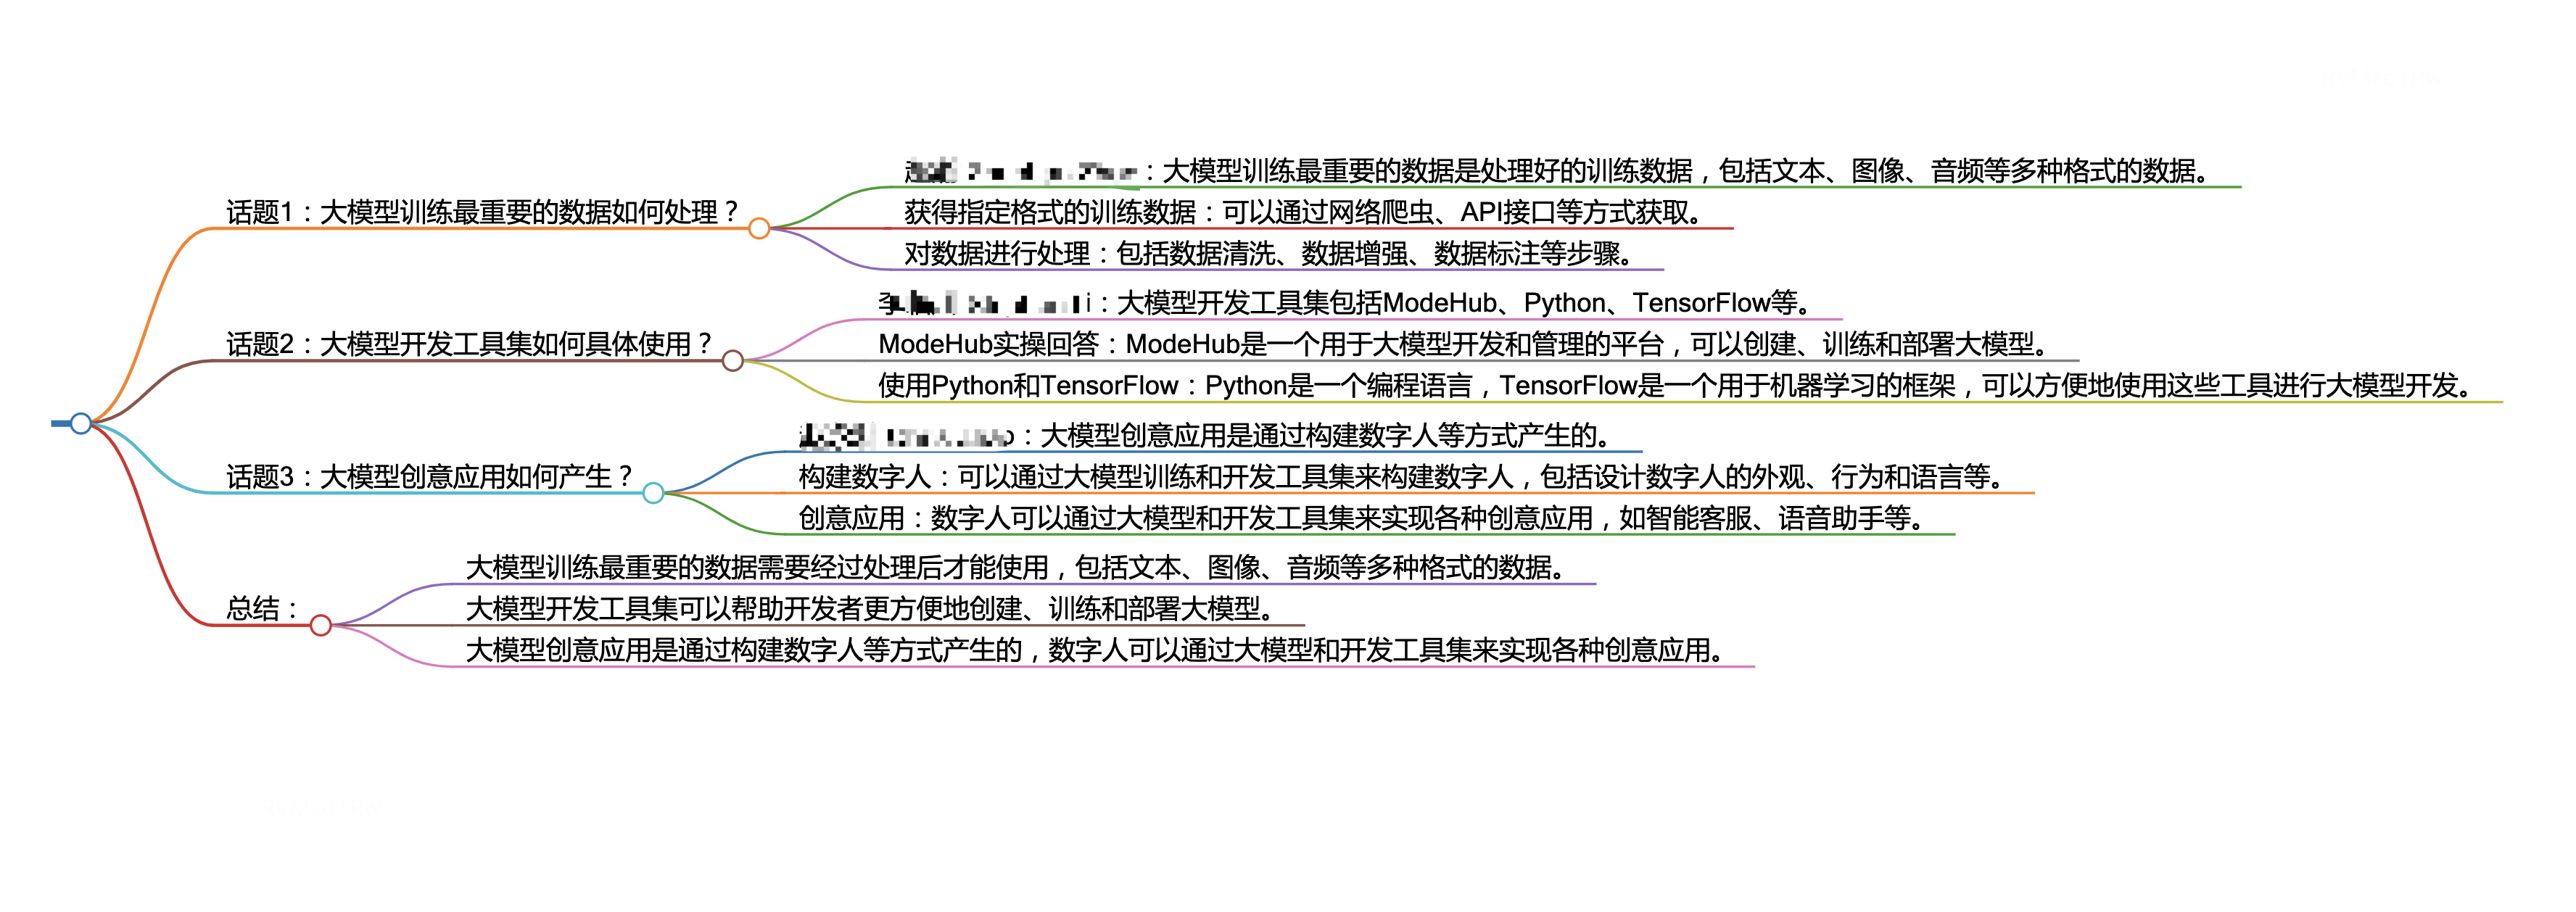 话题1：大模型训练最重要的数据如何处理？
：大模型训练最重要的数据是处理好的训练数据，包括文本、图像、音频等多种格式的数据。
获得指定格式的训练数据：可以通过网络爬虫、API接口等方式获取。
对数据进行处理：包括数据清洗、数据增强、数据标注等步骤。
话题2：大模型开发工具集如何具体使用？
：大模型开发工具集包括ModeHub、Python、TensorFlow等。
ModeHub实操回答：ModeHub是一个用于大模型开发和管理的平台，可以创建、训练和部署大模型。
使用Python和TensorFlow：Python是一个编程语言，TensorFlow是一个用于机器学习的框架，可以方便地使用这些工具进行大模型开发。
话题3：大模型创意应用如何产生？
：大模型创意应用是通过构建数字人等方式产生的。
构建数字人：可以通过大模型训练和开发工具集来构建数字人，包括设计数字人的外观、行为和语言等。
创意应用：数字人可以通过大模型和开发工具集来实现各种创意应用，如智能客服、语音助手等。
总结：
大模型训练最重要的数据需要经过处理后才能使用，包括文本、图像、音频等多种格式的数据。
大模型开发工具集可以帮助开发者更方便地创建、训练和部署大模型。
大模型创意应用是通过构建数字人等方式产生的，数字人可以通过大模型和开发工具集来实现各种创意应用。